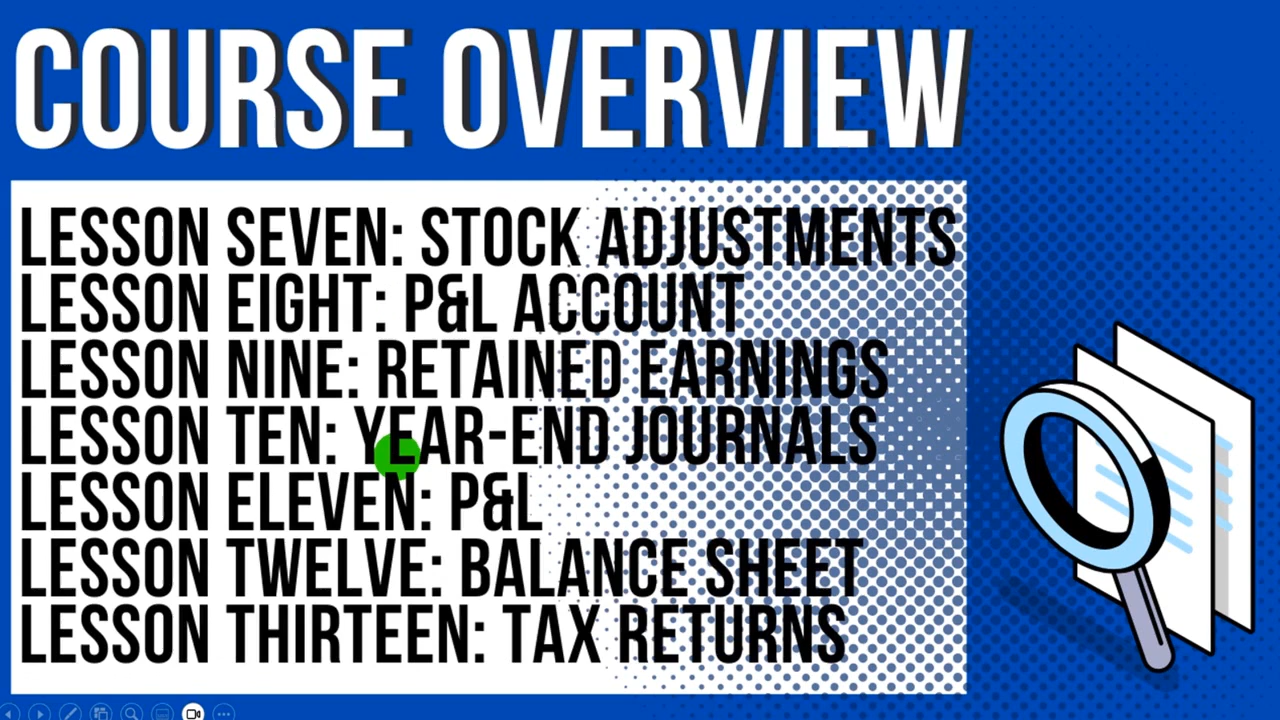 COURSE OVERVIEW
LESSON SEVEN: STOCK ADJUSTMENTS
LESSON EIGHT: P&L ACCOUNT
LESSON NINE: RETAINED EARNINGS
LESSON TEN: YEAR-END JOURNALS
LESSON ELEVEN: P&L
LESSON TWELVE: BALANCE SHEET
LESSON THIRTEEN: TAX RETURNS